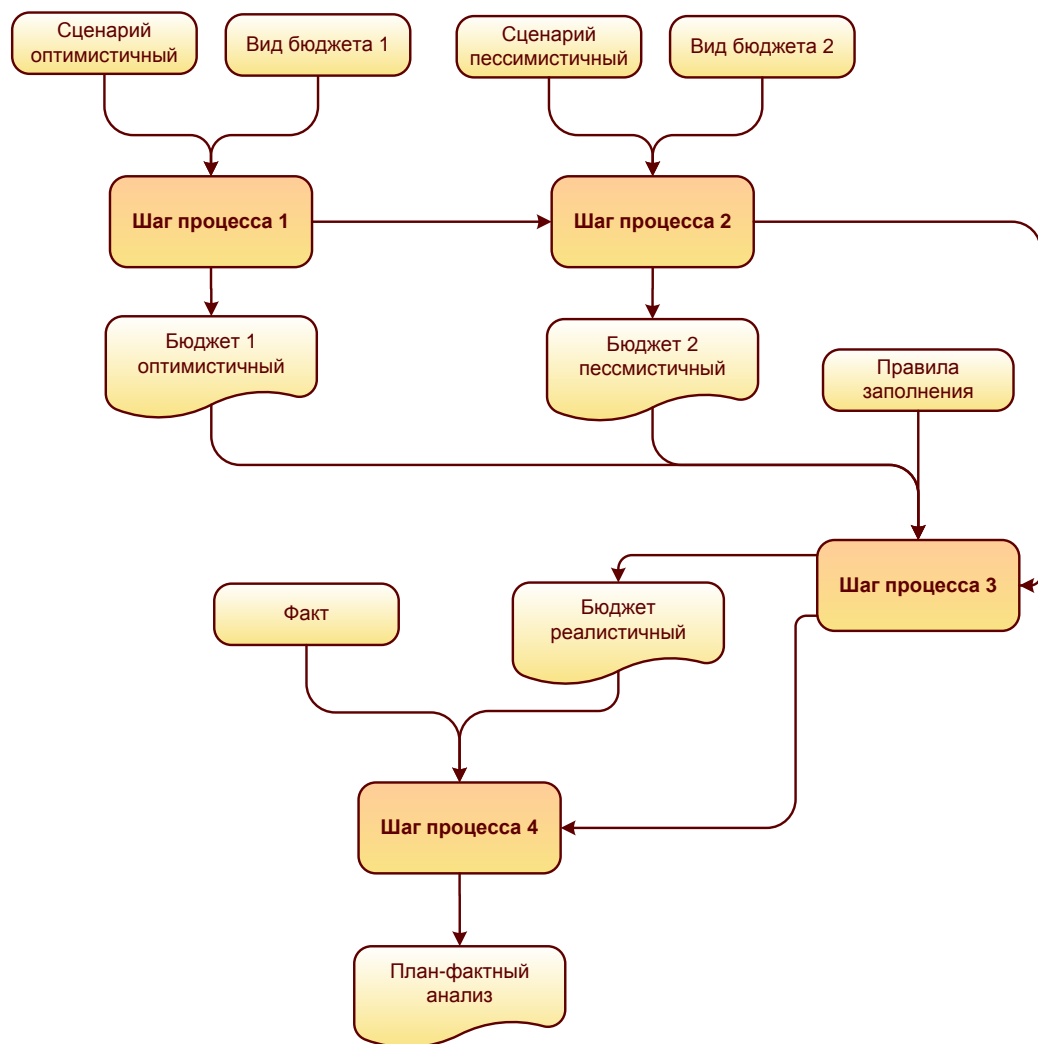 Сценарий
оптимистичный
Вид бюджета 1
Сценарий
пессимистичный
Вид бюджета 2
Шаг процесса 1
Шаг процесса 2
Бюджет 1
оптимистичный
Бюджет 2
пессмистичный
Правила
заполнения
Шаг процесса 3
Факт
Бюджет
реалистичный
Шаг процесса 4
План-фактный
анализ